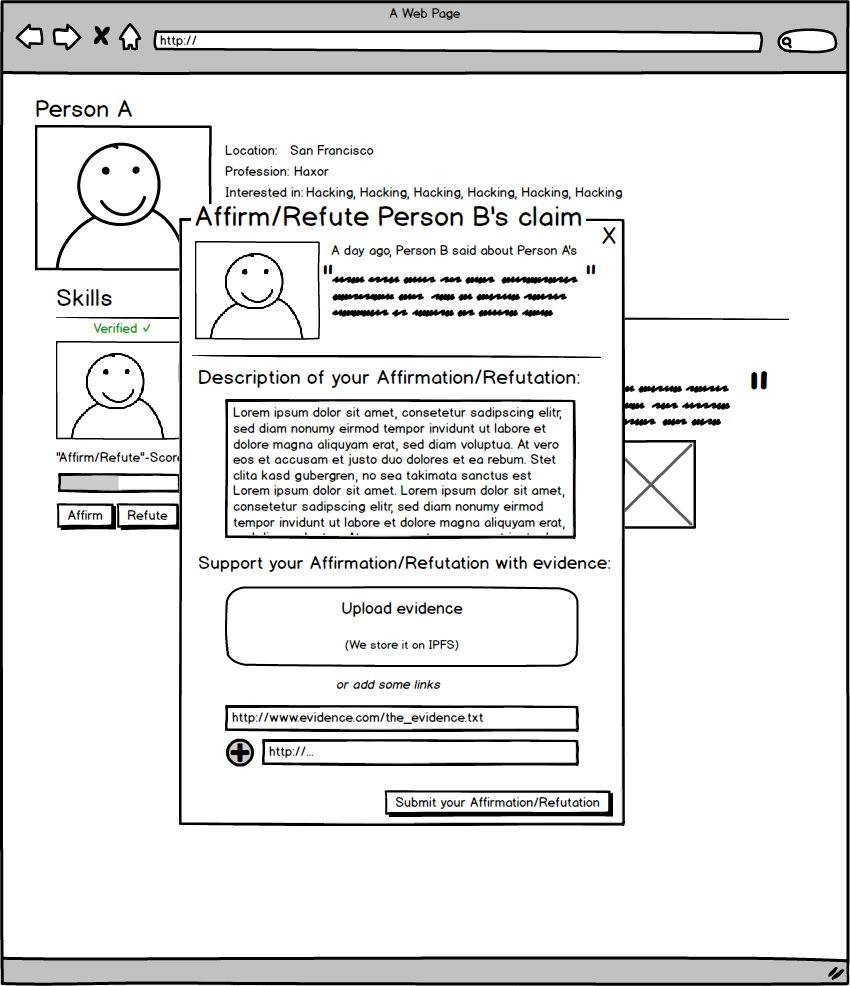 A Web Page
http://
Person A
Location: San Francisco
Profession: Haxor
Interested in: Hacking, Hacking, Hacking, Hacking, Hacking, Hacking
Affirm/Refute Person B's claim
X
A day ago, Person B said about Person A's
" "
Skills
Verified ✓
"Affirm/Refute"-Score
Affirm Refute
"
Description of your Affirmation/Refutation:
Lorem ipsum dolor sit amet, consetetur sadipscing elitr,
sed diam nonumy eirmod tempor invidunt ut labore et
dolore magna aliquyam erat, sed diam voluptua. At vero
eos et accusam et justo duo dolores et ea rebum. Stet
clita kasd gubergren, no sea takimata sanctus est
Lorem ipsum dolor sit amet. Lorem ipsum dolor sit amet,
consetetur sadipscing elitr, sed diam nonumy eirmod
tempor invidunt ut labore et dolore magna aliquyam erat,
Support your Affirmation/Refutation with evidence:
Upload evidence
(We store it on IPFS)
or add some links
http://www.evidence.com/the_evidence.txt
http://...
Submit your Affirmation/Refutation